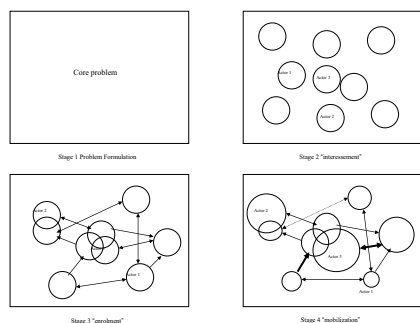 Core problem
Stage 1 Problem Formulation
Actor 1
Actor 3
Actor 2
Stage 2 "interessement"
Actor 2
Actor 1
Stage 3 "enrolment"
Actor 2
Actor 3
Actor 1
Stage 4 "mobilization"